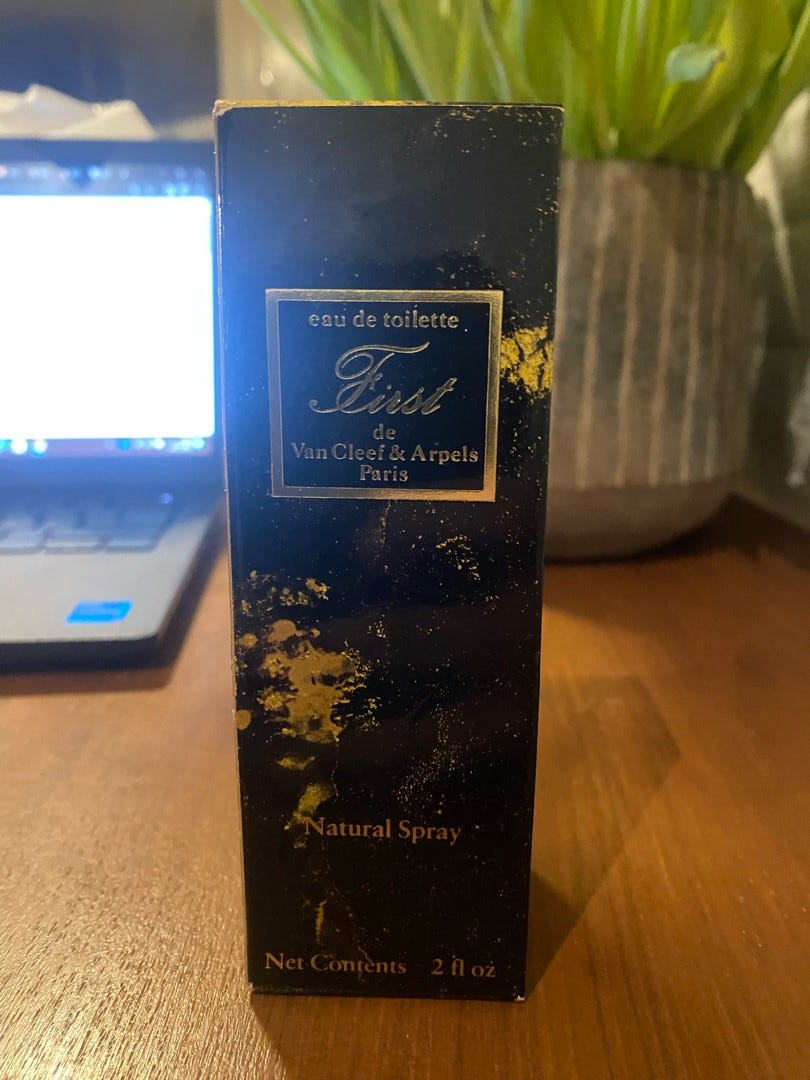 eau de toilette
First
de
Van Cleef & Arpels
Paris
Natural Spray
Net Contents 2 fl oz